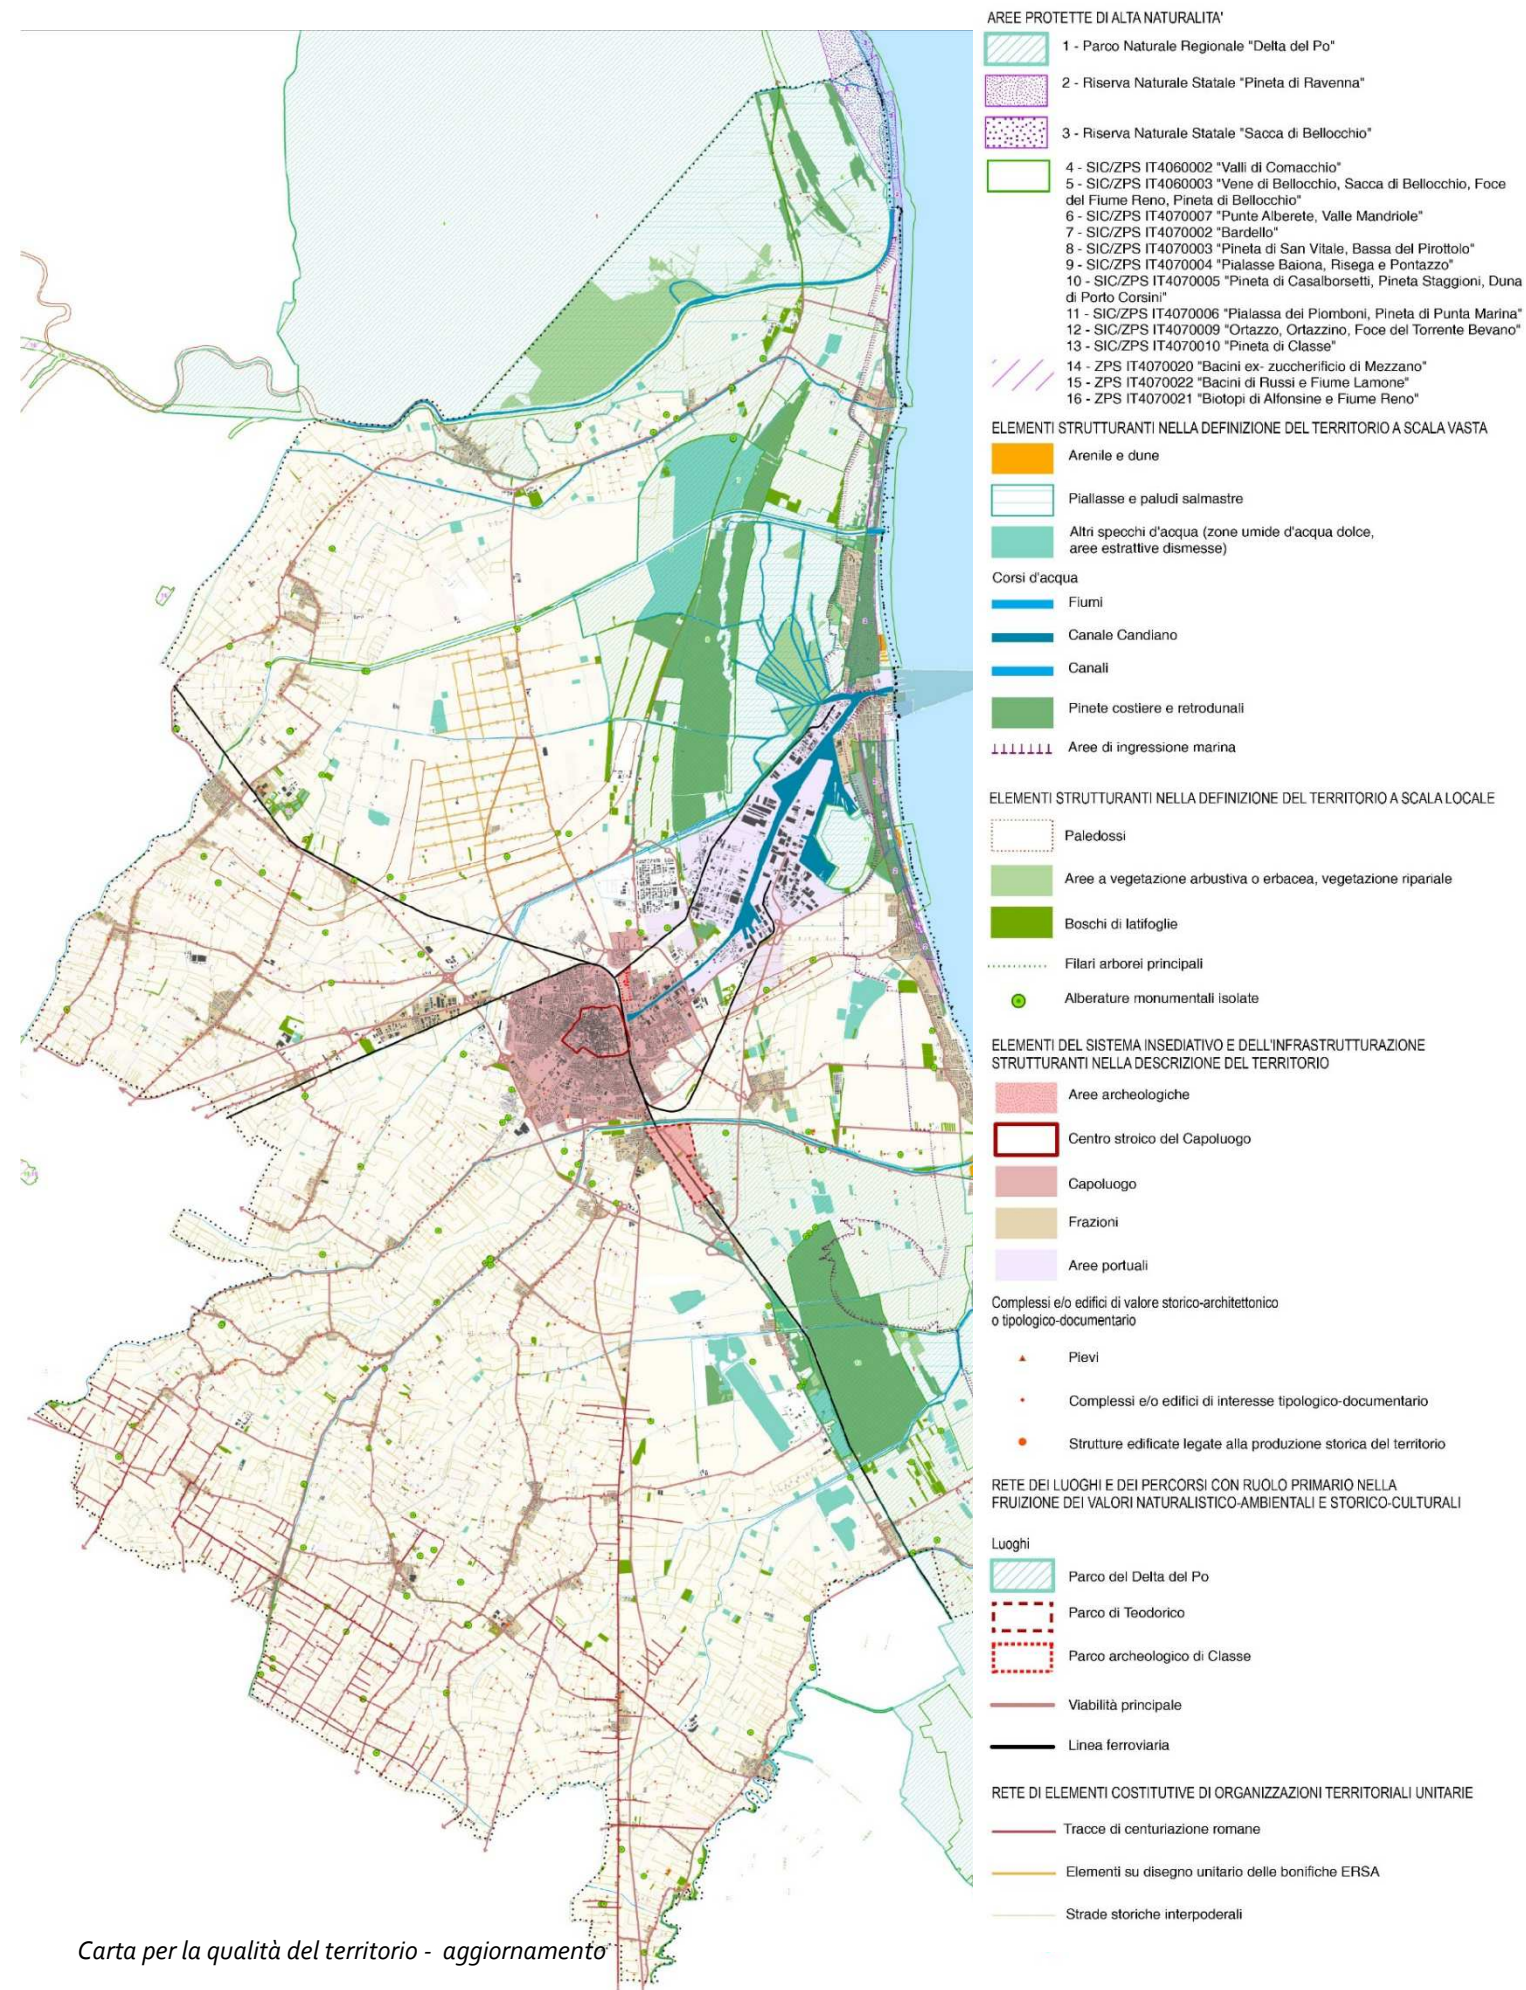 AREE PROTETTE DI ALTA NATURALITA'
1 - Parco Naturale Regionale "Delta del Po"
2 - Riserva Naturale Statale "Pineta di Ravenna"
3 - Riserva Naturale Statale "Sacca di Bellocchio"
4 - SIC/ZPS IT4060002 "Valli di Comacchio"
5 - SIC/ZPS IT4060003 "Vene di Bellocchio, Sacca di Bellocchio, Foce
del Fiume Reno, Pineta di Bellocchio"
6 - SIC/ZPS IT4070007 "Punte Alberete, Valle Mandriole"
7 - SIC/ZPS IT4070002 "Bardello"
8 - SIC/ZPS IT4070003 "Pineta di San Vitale, Bassa del Pirottolo"
9 - SIC/ZPS IT4070004 "Pialasse Baiona, Risega e Pontazzo"
10 - SIC/ZPS IT4070005 "Pineta di Casalborsetti, Pineta Staggioni, Duna
di Porto Corsini"
11 - SIC/ZPS IT4070006 "Pialassa dei Piomboni, Pineta di Punta Marina"
12 - SIC/ZPS IT4070009 "Ortazzo, Ortazzino, Foce del Torrente Bevano"
13 - SIC/ZPS IT4070010 "Pineta di Classe"
14 - ZPS IT4070020 "Bacini ex- zuccherificio di Mezzano"
15 - ZPS IT4070022 "Bacini di Russi e Fiume Lamone"
16 - ZPS IT4070021 "Biotopi di Alfonsine e Fiume Reno"
ELEMENTI STRUTTURANTI NELLA DEFINIZIONE DEL TERRITORIO A SCALA VASTA
Arenile e dune
Piallasse e paludi salmastre
Altri specchi d'acqua (zone umide d'acqua dolce,
aree estrattive dismesse)
Corsi d'acqua
Fiumi
Canale Candiano
Canali
Pinete costiere e retrodunali
Aree di ingressione marina
ELEMENTI STRUTTURANTI NELLA DEFINIZIONE DEL TERRITORIO A SCALA LOCALE
Paledossi
Aree a vegetazione arbustiva o erbacea, vegetazione ripariale
Boschi di latifoglie
Filari arborei principali
Alberature monumentali isolate
ELEMENTI DEL SISTEMA INSEDIATIVO E DELL'INFRASTRUTTURAZIONE
STRUTTURANTI NELLA DESCRIZIONE DEL TERRITORIO
Aree archeologiche
Centro stroico del Capoluogo
Capoluogo
Frazioni
Aree portuali
Complessi e/o edifici di valore storico-architettonico
o tipologico-documentario
Pievi
Complessi e/o edifici di interesse tipologico-documentario
Strutture edificate legate alla produzione storica del territorio
RETE DEI LUOGHI E DEI PERCORSI CON RUOLO PRIMARIO NELLA
FRUIZIONE DEI VALORI NATURALISTICO-AMBIENTALI E STORICO-CULTURALI
Luoghi
Parco del Delta del Po
Parco di Teodorico
Parco archeologico di Classe
Viabilità principale
Linea ferroviaria
RETE DI ELEMENTI COSTITUTIVE DI ORGANIZZAZIONI TERRITORIALI UNITARIE
Tracce di centuriazione romane
Elementi su disegno unitario delle bonifiche ERSA
Strade storiche interpoderali
Carta per la qualità del territorio - aggiornamento